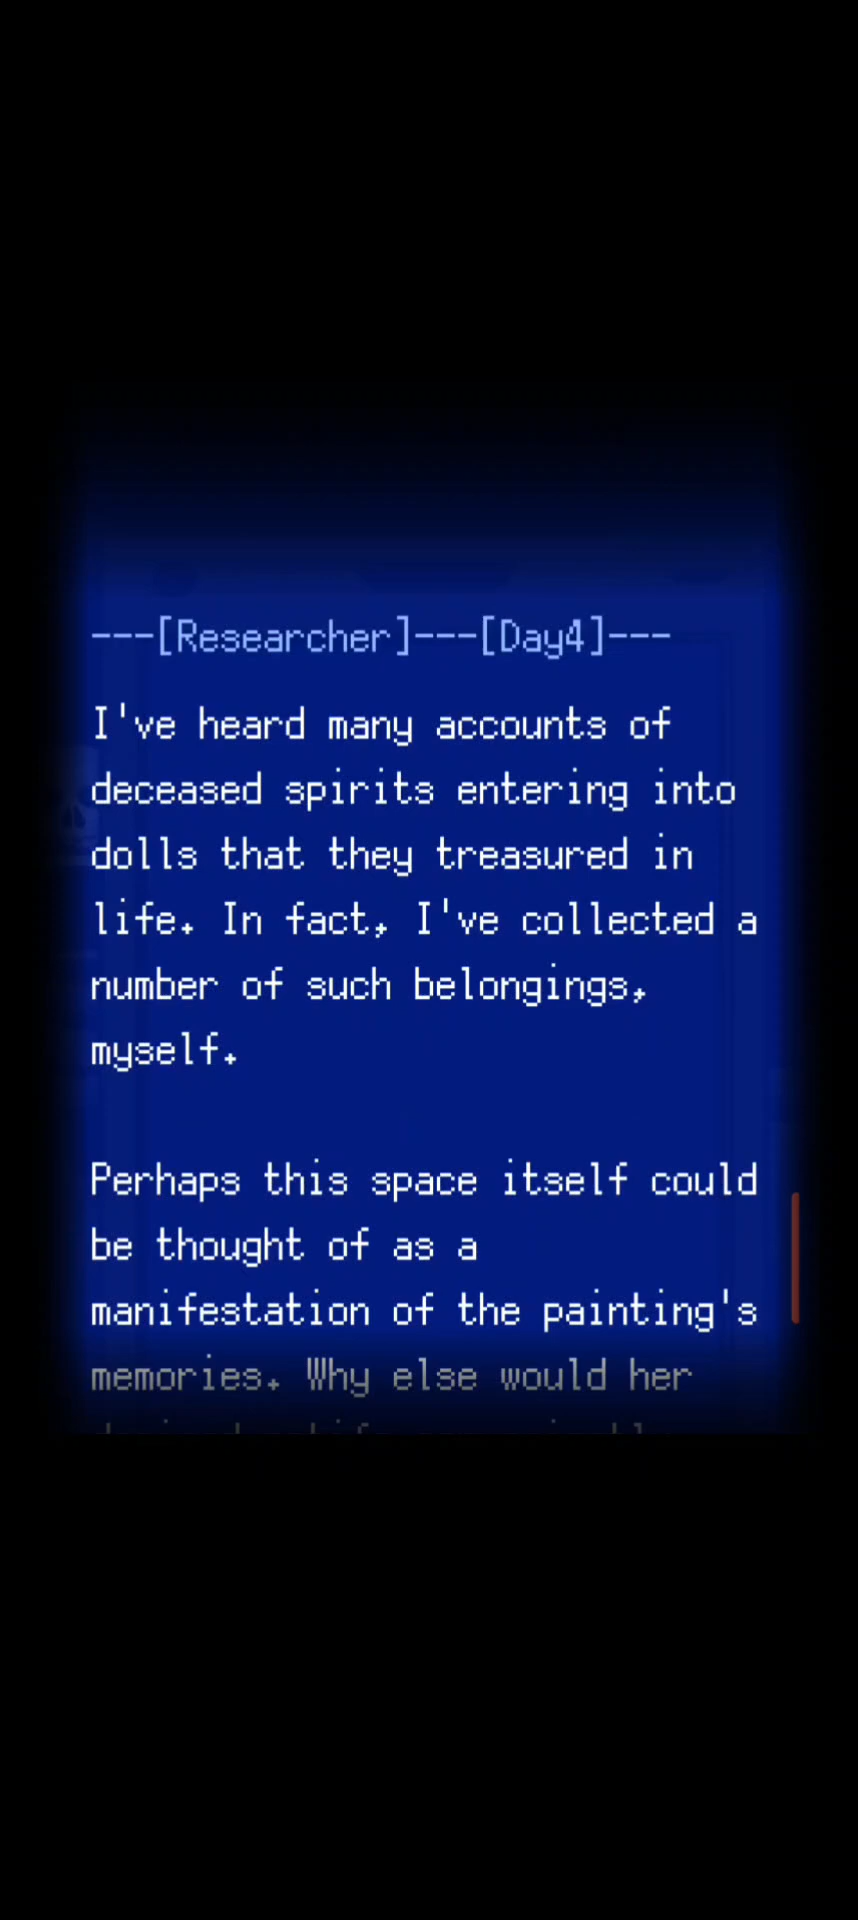 ---[Researcher]---[Day4]---
I've heard many accounts of
deceased spirits entering into
dolls that they treasured in
life. In fact, I've collected a
number of such belongings,
myself.
Perhaps this space itself could
be thought of as a
manifestation of the painting's
memories. Why else would her